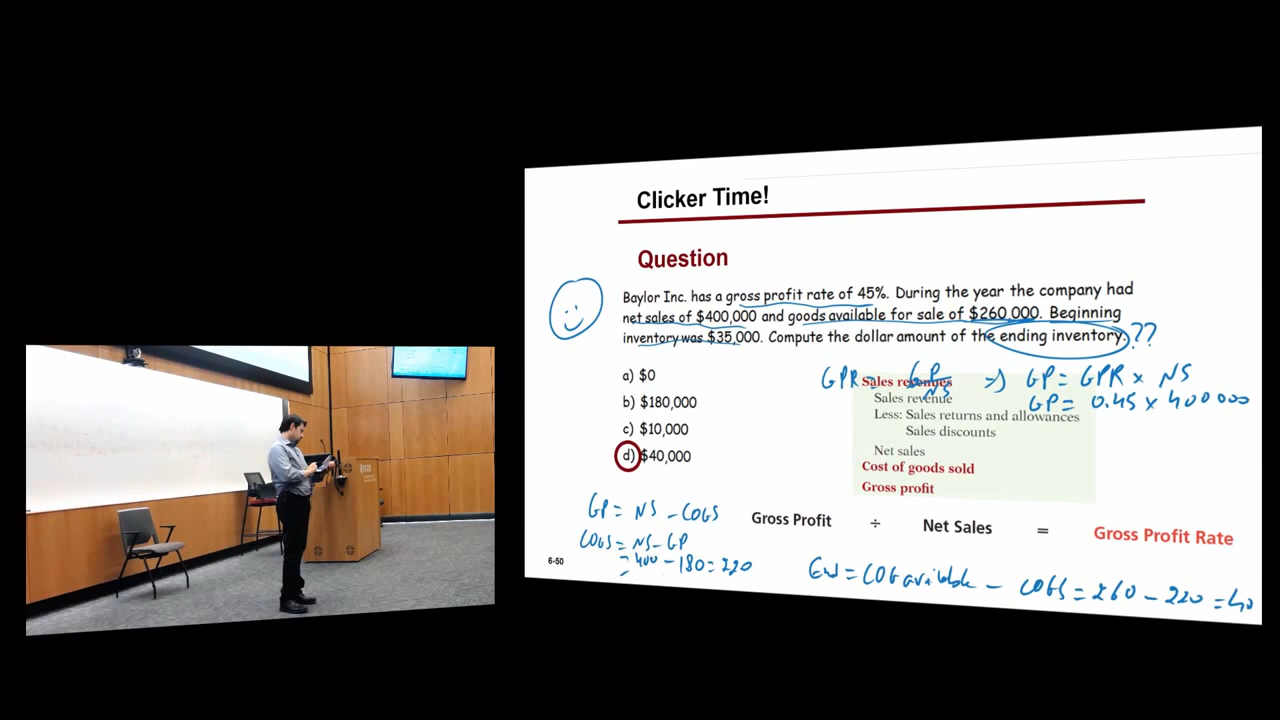 Clicker Time!
Question
Baylor Inc. has a gross profit rate of 45%. During the year the company had
net sales of $400,000 and goods available for sale of $260,000. Beginning
inventory was $35,000. Compute the dollar amount of the ending inventory. ??
a) $0
b) $180,000
c) $10,000
d) $40,000
GPR = GP/NS => GP = GPR x NS
GP = 0.45 x 400 000
Sales revenues
Sales revenue
Less: Sales returns and allowances
Sales discounts
Net sales
Cost of goods sold
Gross profit
GP = NS - COGS
COGS = NS - GP
= 400 - 180 = 220
=
Gross Profit ÷ Net Sales = Gross Profit Rate
End = COG available - COGS = 260 - 220 = 40
6-50